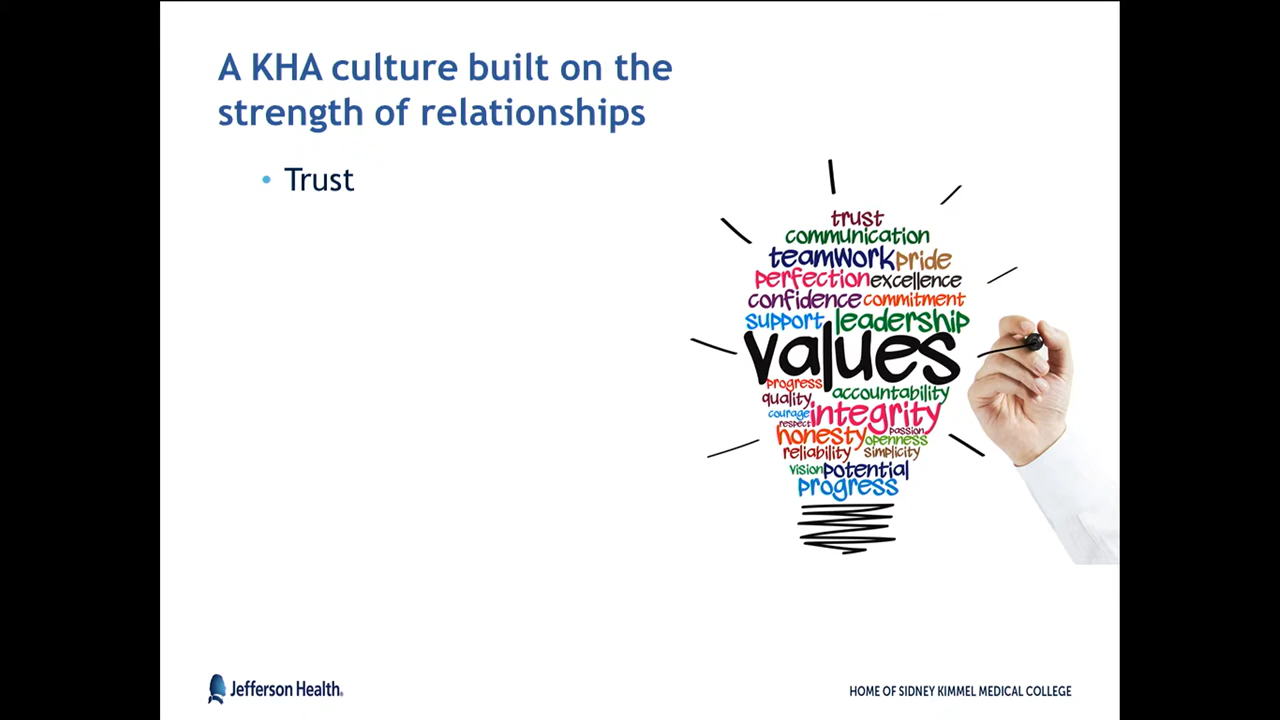 A KHA culture built on the
strength of relationships
• Trust
trust
communication
teamwork pride
perfection excellence
confidence commitment
support leadership
values
progress accountability
quality
courage integrity
respect
honesty passion
openness
reliability simplicity
vision potential
progress
Jefferson Health®
HOME OF SIDNEY KIMMEL MEDICAL COLLEGE